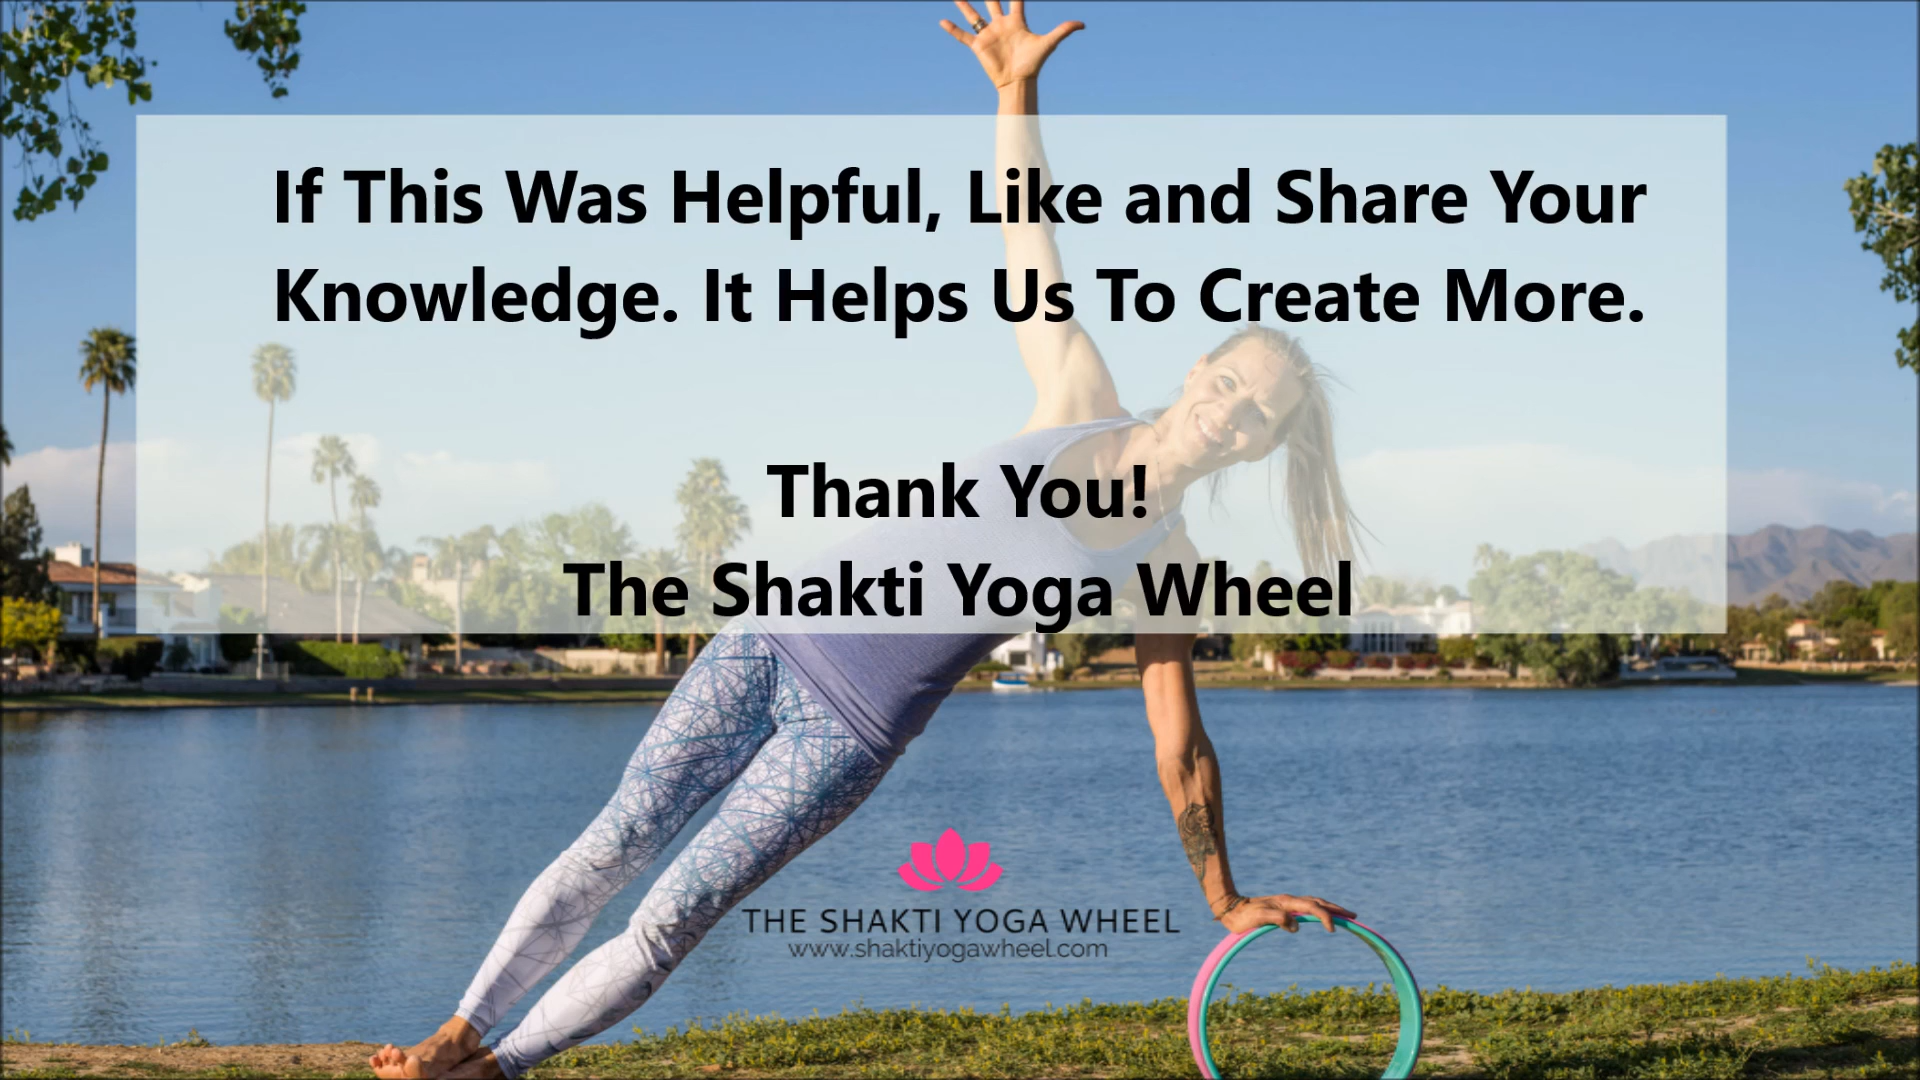 If This Was Helpful, Like and Share Your
Knowledge. It Helps Us To Create More.
Thank You!
The Shakti Yoga Wheel
THE SHAKTI YOGA WHEEL
www.shaktiyogawheel.com